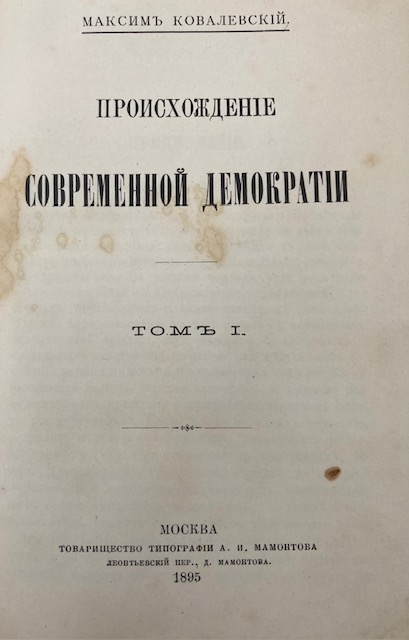 МАКСИМЪ КОВАЛЕВСКІЙ.
ПРОИСХОЖДЕНІЕ
СОВРЕМЕННОЙ ДЕМОКРАТІИ
ТОМЪ I.
МОСКВА
ТОВАРИЩЕСТВО ТИПОГРАФІИ А. И. МАМОНТОВА
ЛЕОНТЬЕВСКІЙ ПЕР., Д. МАМОНТОВА.
1895